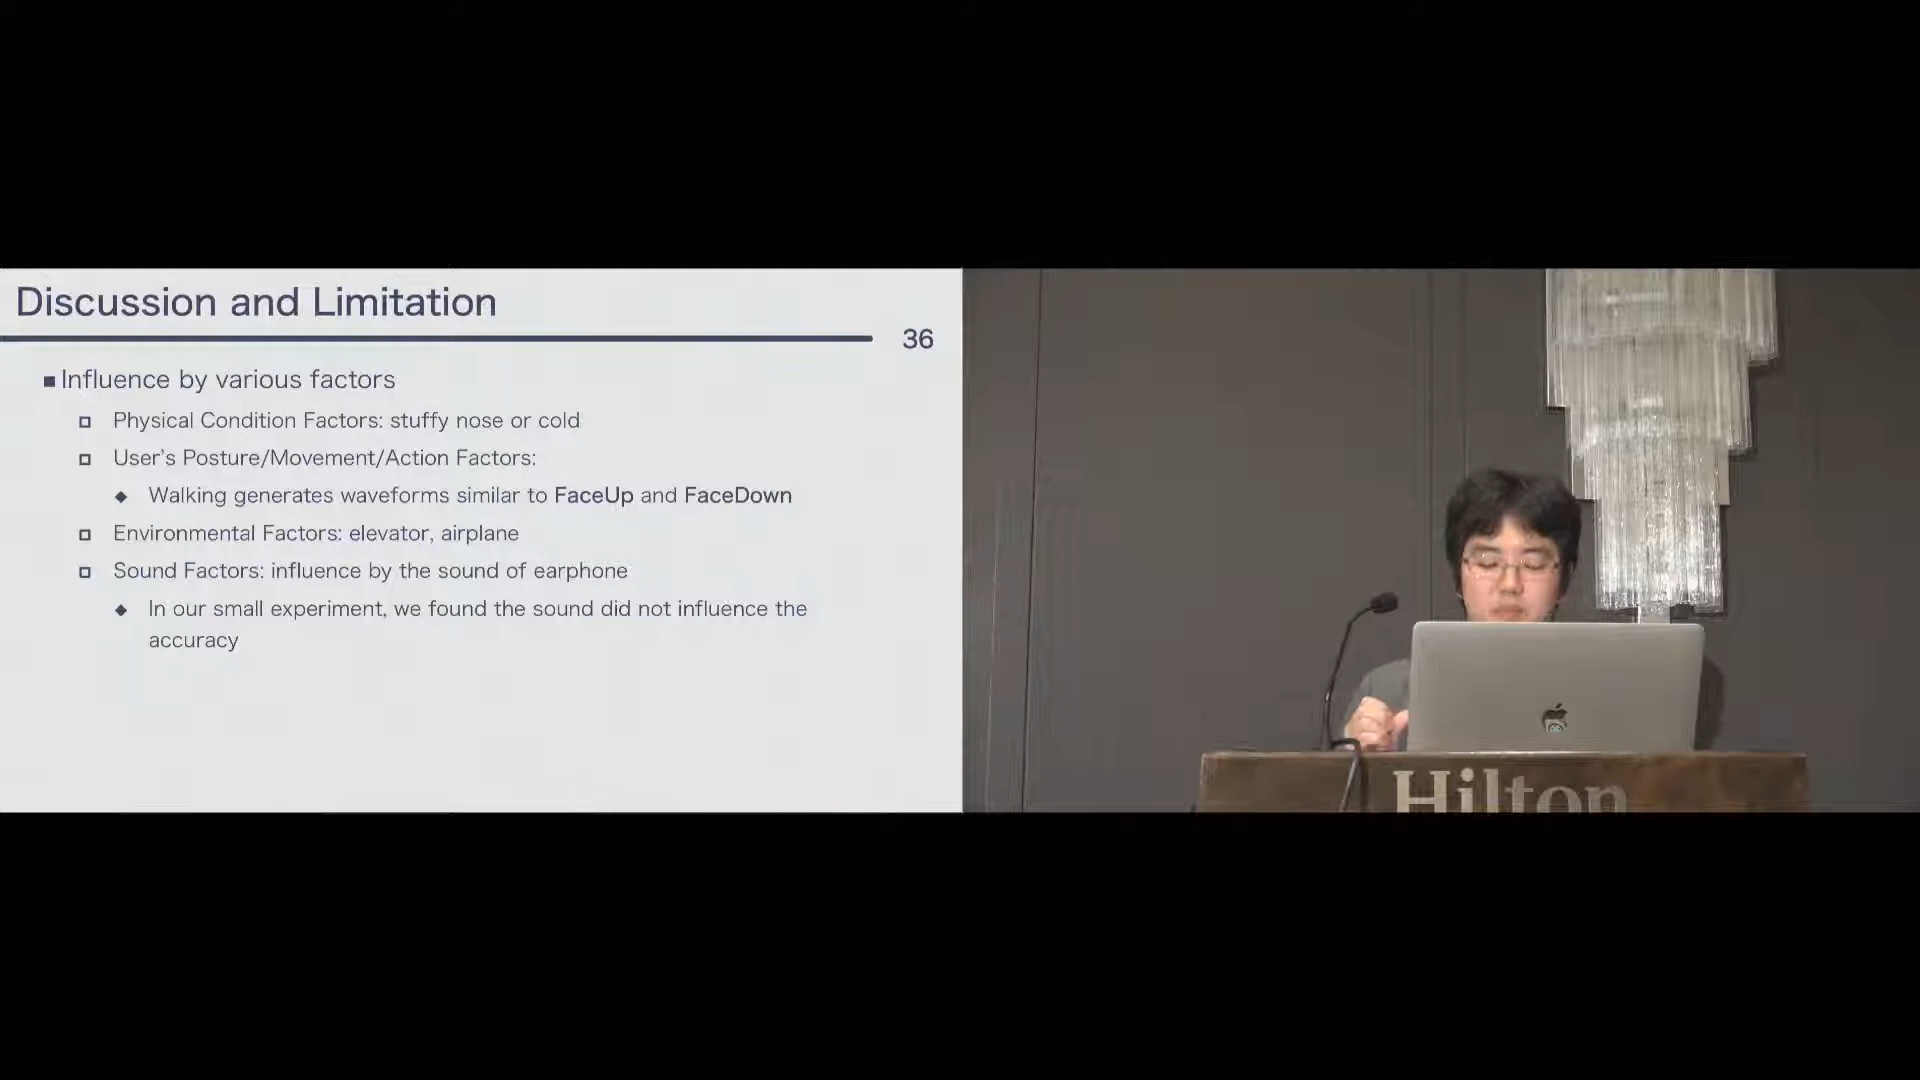 Discussion and Limitation
36
■Influence by various factors
Physical Condition Factors: stuffy nose or cold
User's Posture/Movement/Action Factors:
◆ Walking generates waveforms similar to FaceUp and FaceDown
Environmental Factors: elevator, airplane
Sound Factors: influence by the sound of earphone
◆ In our small experiment, we found the sound did not influence the
accuracy
Hilton